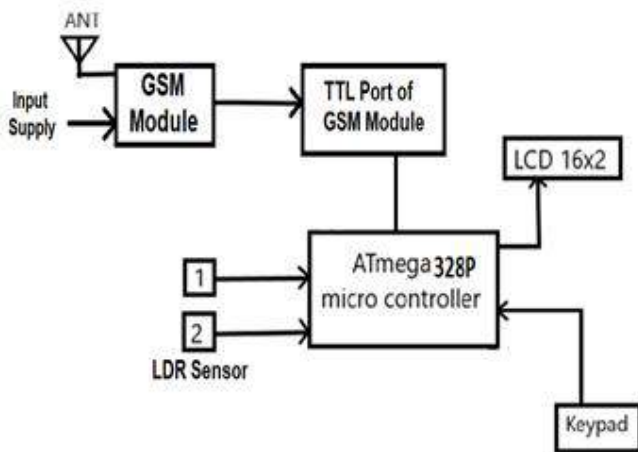 ANT
GSM
Module
Input
Supply
TTL Port of
GSM Module
LCD 16x2
ATmega 328P
micro controller
1
2
LDR Sensor
Keypad